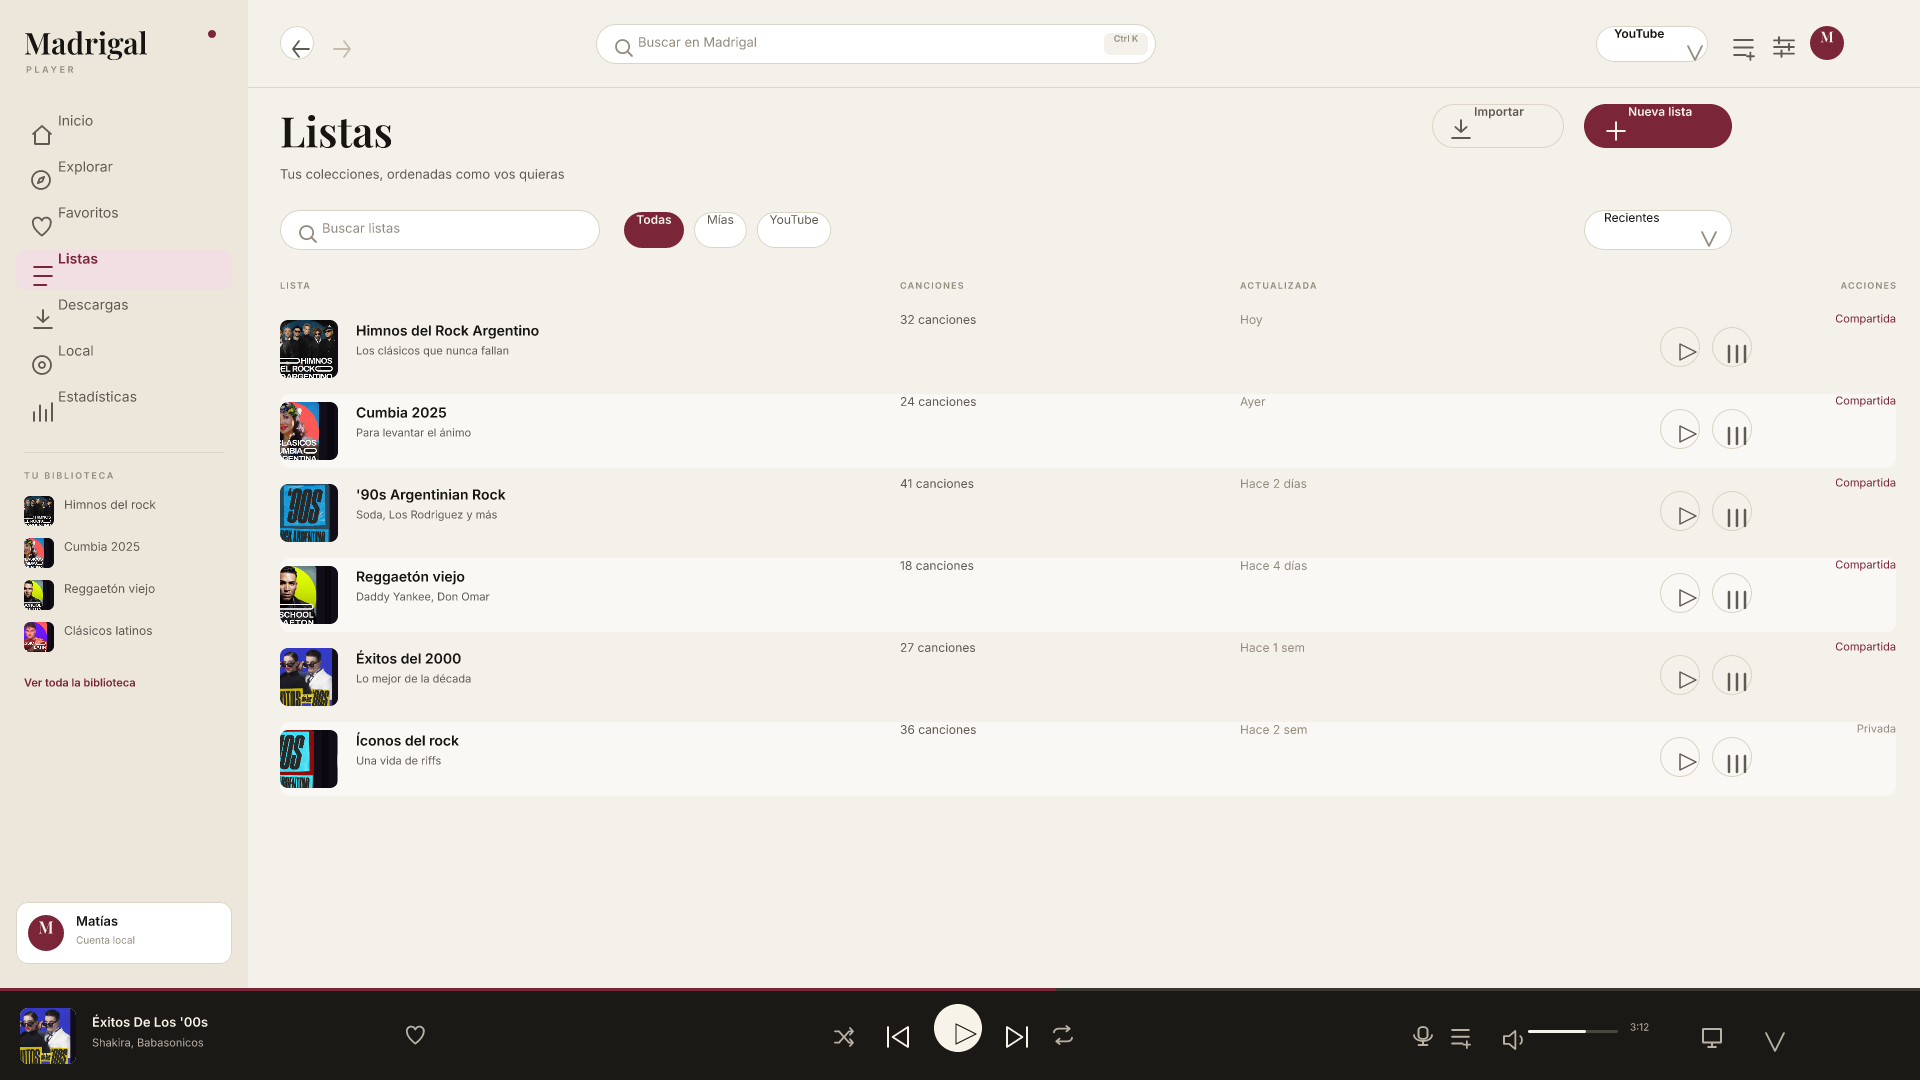 Madrigal
PLAYER
Buscar en Madrigal
Ctrl K
YouTube
M
Inicio
Explorar
Favoritos
Listas
Descargas
Local
Estadísticas
TU BIBLIOTECA
Himnos del rock
Cumbia 2025
Reggaetón viejo
Clásicos latinos
Ver toda la biblioteca
M
Matías
Cuenta local
Listas
Tus colecciones, ordenadas como vos quieras
Importar
Nueva lista
Buscar listas
Todas
Mías
YouTube
Recientes
LISTA
CANCIONES
ACTUALIZADA
ACCIONES
HIMNOS
EL ROCK
ARGENTINO
Himnos del Rock Argentino
Los clásicos que nunca fallan
32 canciones
Hoy
Compartida
Cumbia 2025
Para levantar el ánimo
24 canciones
Ayer
Compartida
'90S
'90s Argentinian Rock
Soda, Los Rodriguez y más
41 canciones
Hace 2 días
Compartida
SCHOOL
Reggaetón viejo
Daddy Yankee, Don Omar
18 canciones
Hace 4 días
Compartida
Éxitos del 2000
Lo mejor de la década
27 canciones
Hace 1 sem
Compartida
Íconos del rock
Una vida de riffs
36 canciones
Hace 2 sem
Privada
Éxitos De Los '00s
Shakira, Babasonicos
3:12